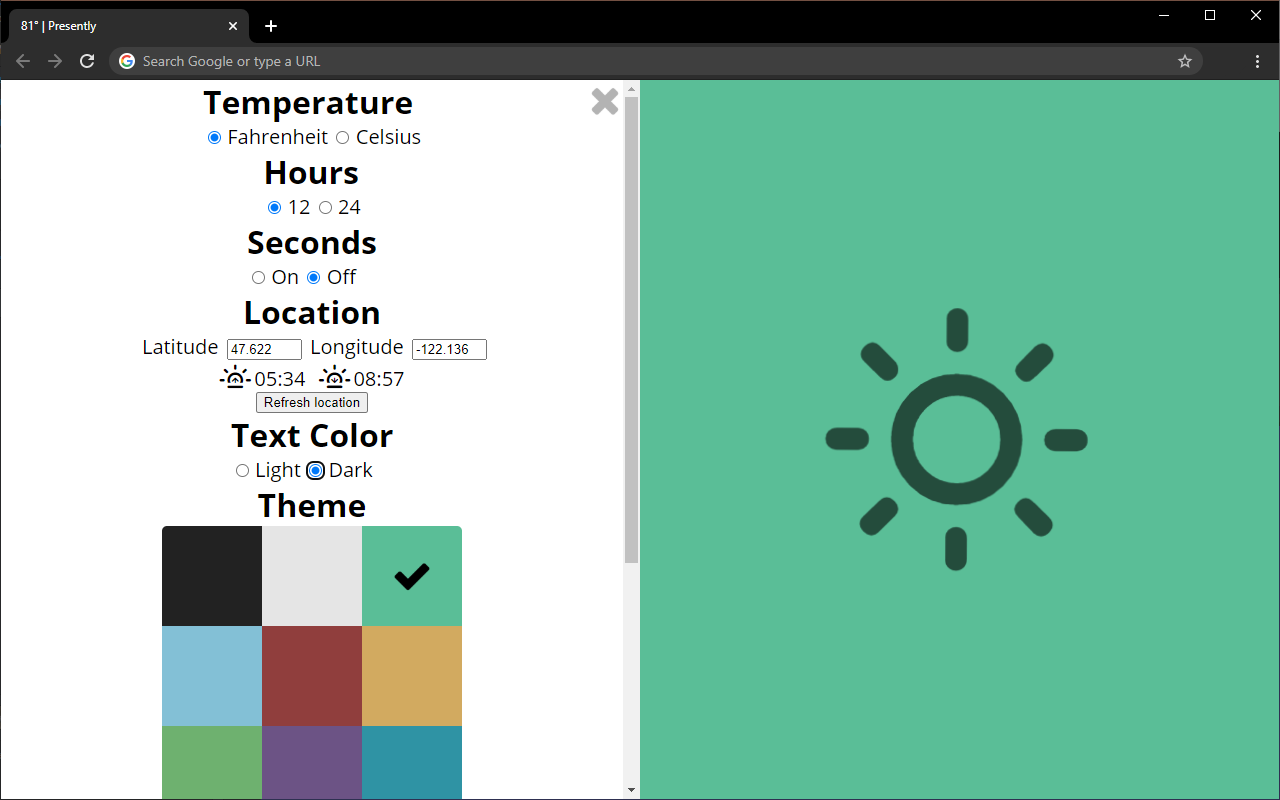 81° | Presently
Search Google or type a URL
Temperature
Fahrenheit Celsius
Hours
12 24
Seconds
On Off
Location
Latitude 47.622 Longitude -122.136
05:34 08:57
Refresh location
Text Color
Light Dark
Theme